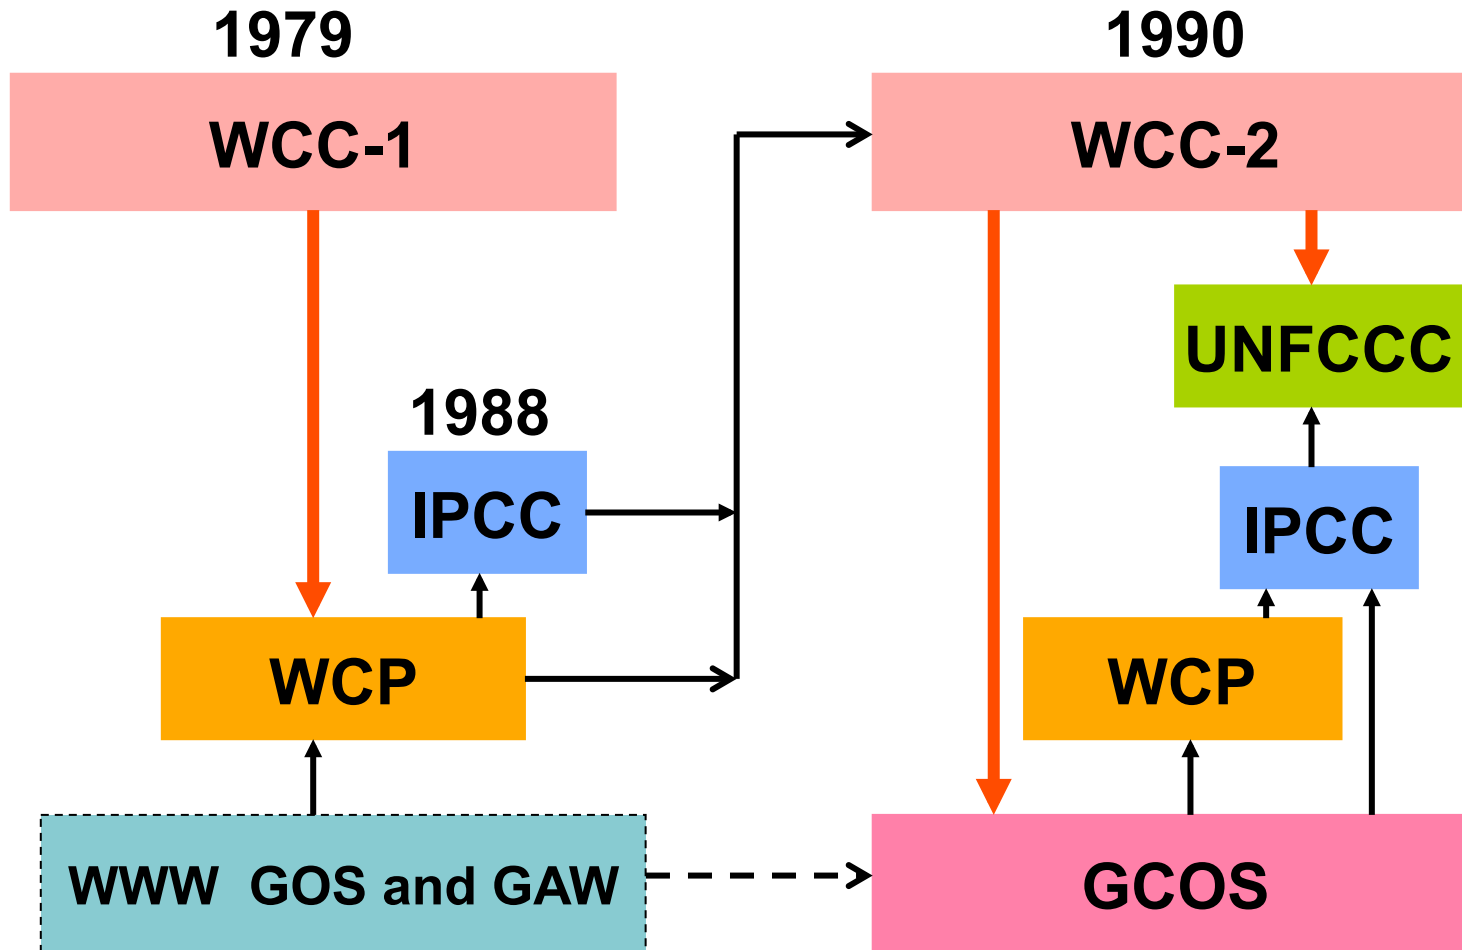 1979
WCC-1
1988
IPCC
WCP
WWW GOS and GAW
1990
WCC-2
UNFCCC
IPCC
WCP
GCOS